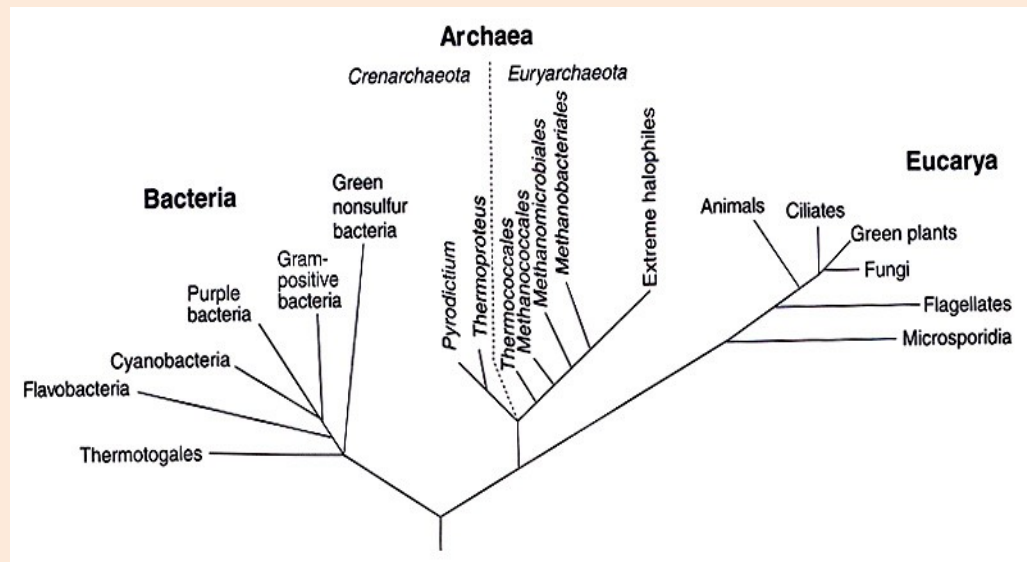 Archaea
Crenarchaeota
Euryarchaeota
Bacteria
Green
nonsulfur
bacteria
Gram-
positive
bacteria
Purple
bacteria
Cyanobacteria
Flavobacteria
Thermotogales
Pyrodictium
Thermoproteus
Thermococcales
Methanococcales
Methanomicrobiales
Methanobacteriales
Extreme halophiles
Eucarya
Animals
Ciliates
Green plants
Fungi
Flagellates
Microsporidia